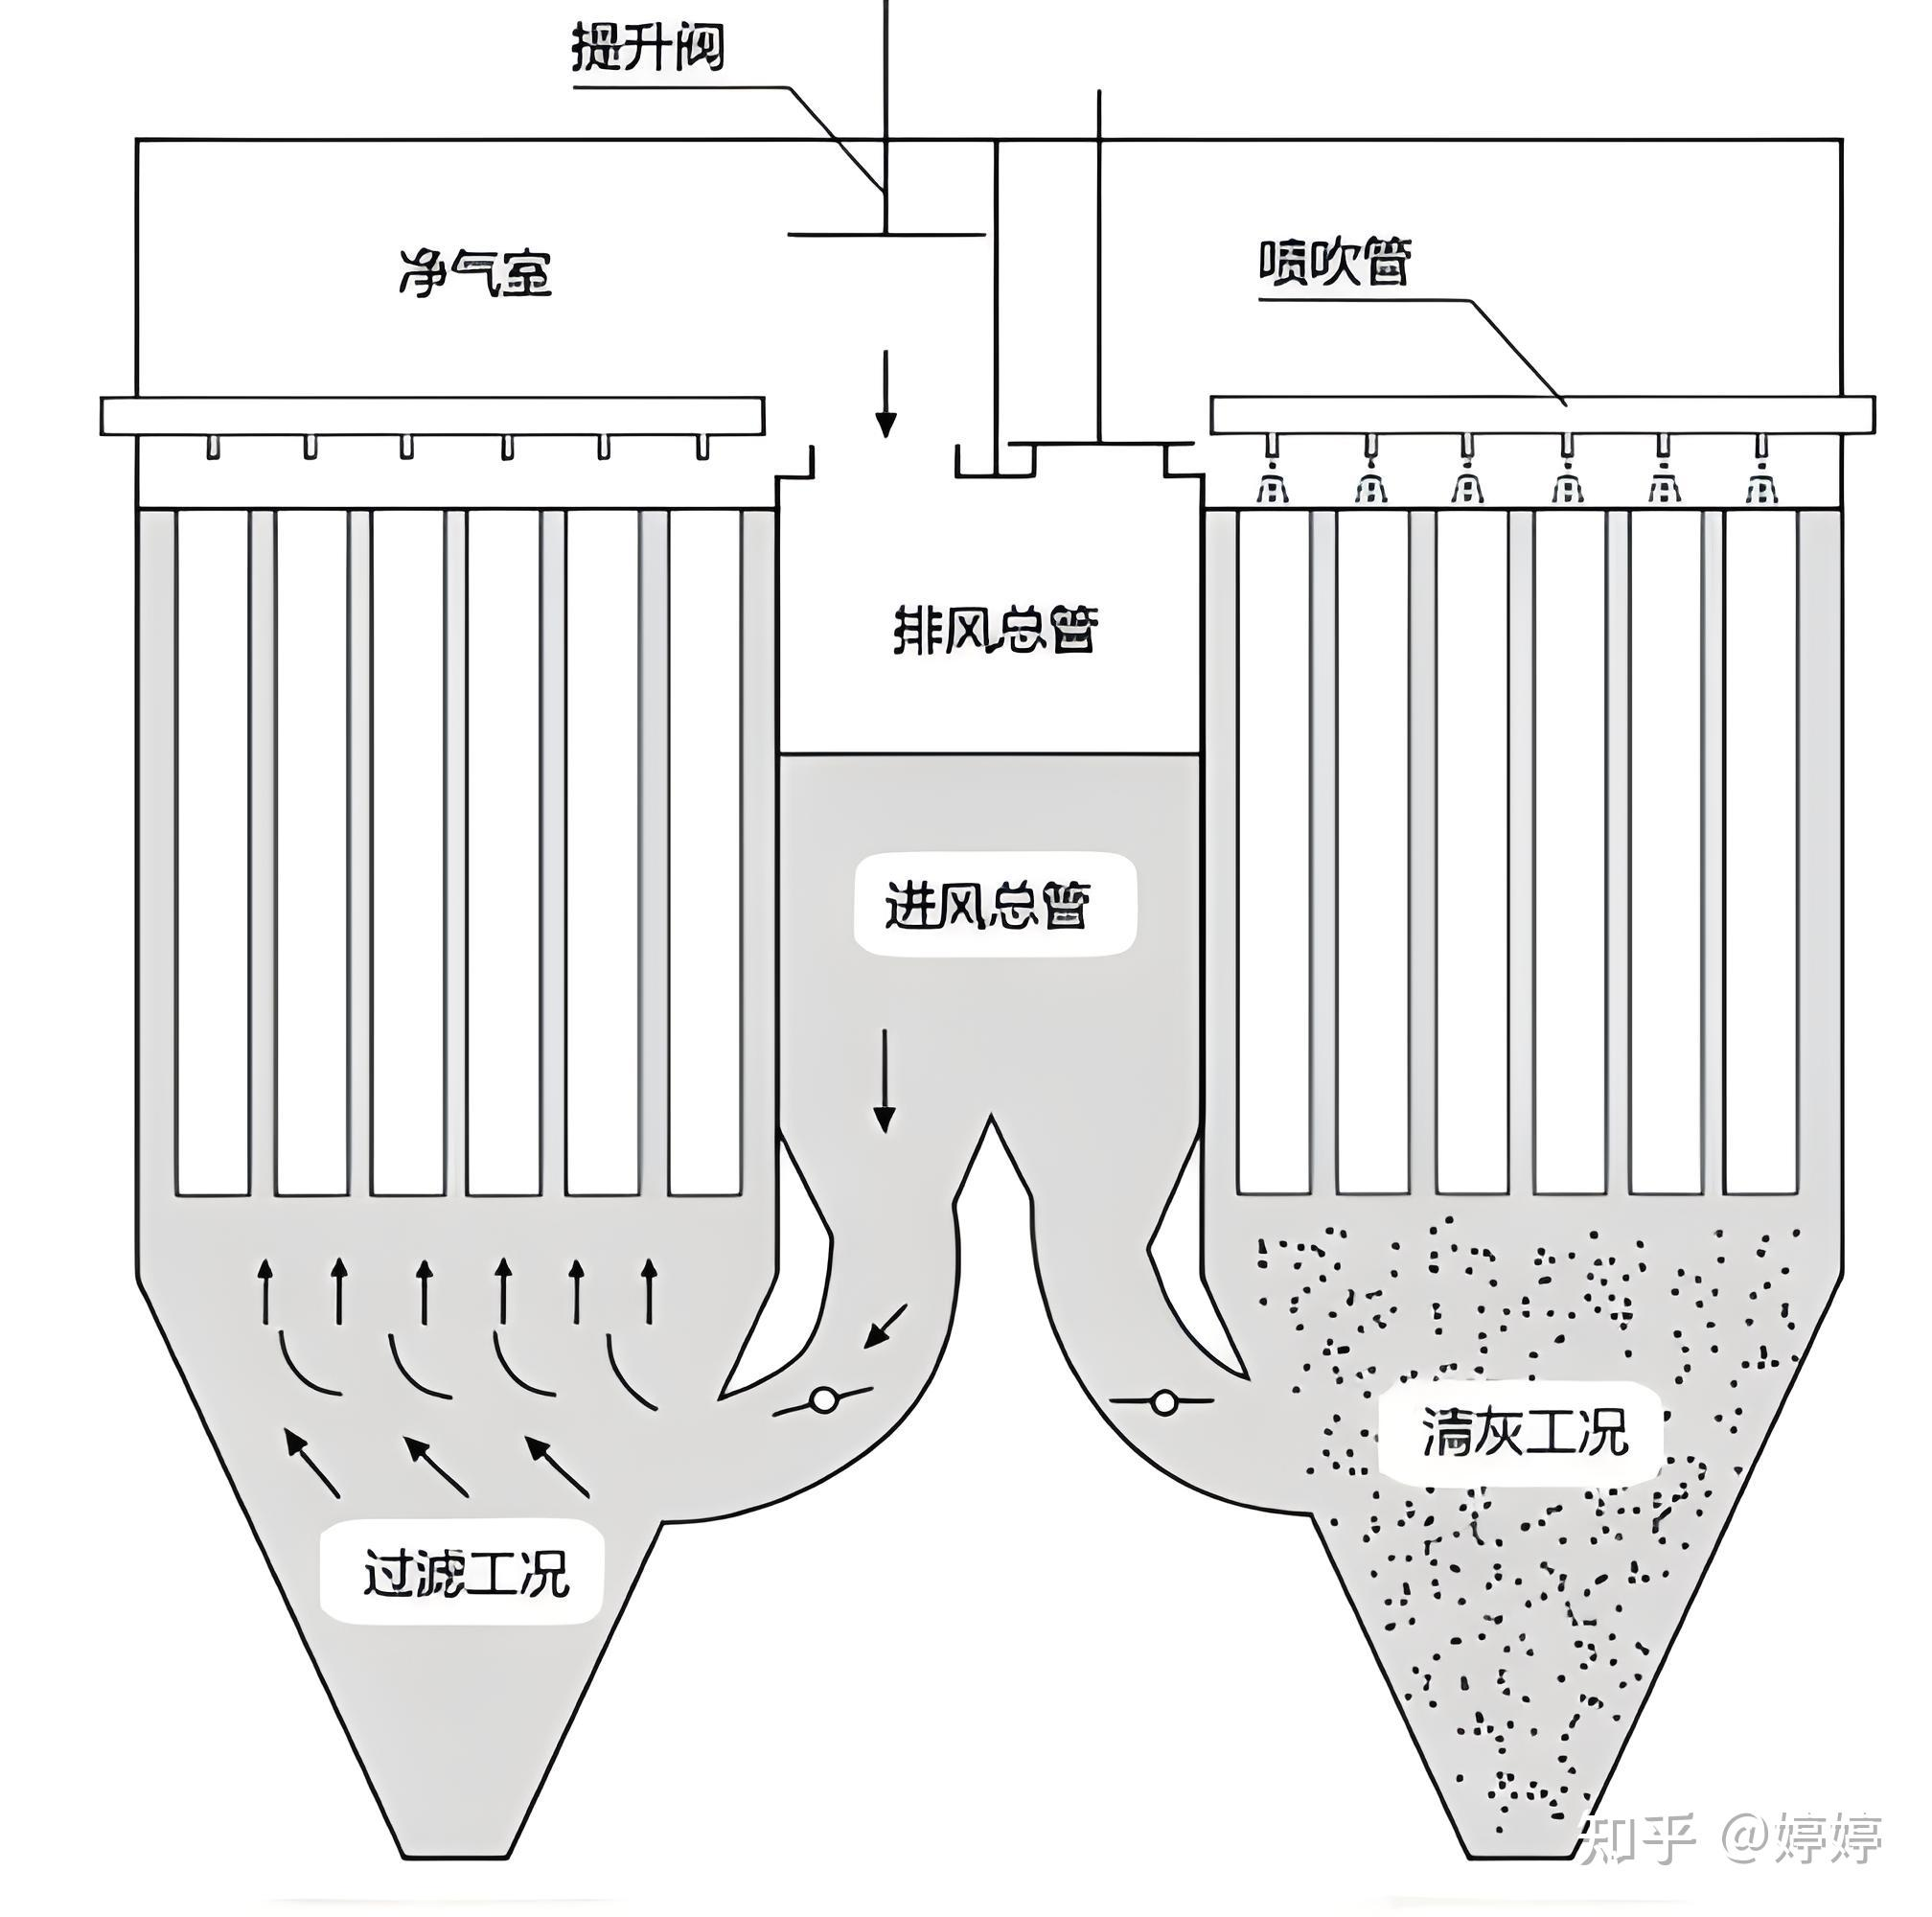 提升阀
净气室
喷吹管
排风总管
进风总管
清灰工况
过滤工况
知乎 @婷婷